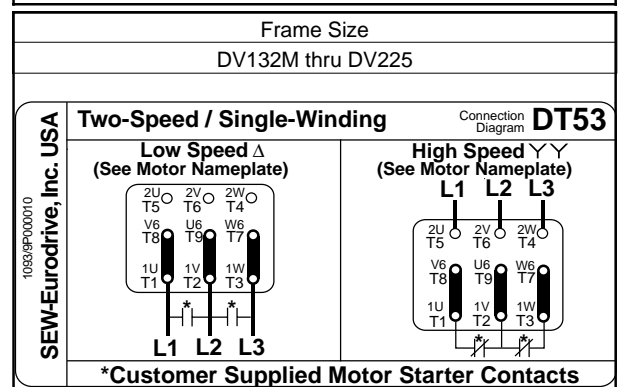 Frame Size
DV132M thru DV225
SEW-Eurodrive, Inc. USA
1093/9P000010
Two-Speed / Single-Winding
Connection Diagram DT53
Low Speed Δ
(See Motor Nameplate)
2U 2V 2W
T5 T6 T4
V6 U6 W6
T8 T9 T7
1U 1V 1W
T1 T2 T3
* *
L1 L2 L3
High Speed Y Y
(See Motor Nameplate)
L1 L2 L3
2U 2V 2W
T5 T6 T4
V6 U6 W6
T8 T9 T7
1U 1V 1W
T1 T2 T3
* *
*Customer Supplied Motor Starter Contacts